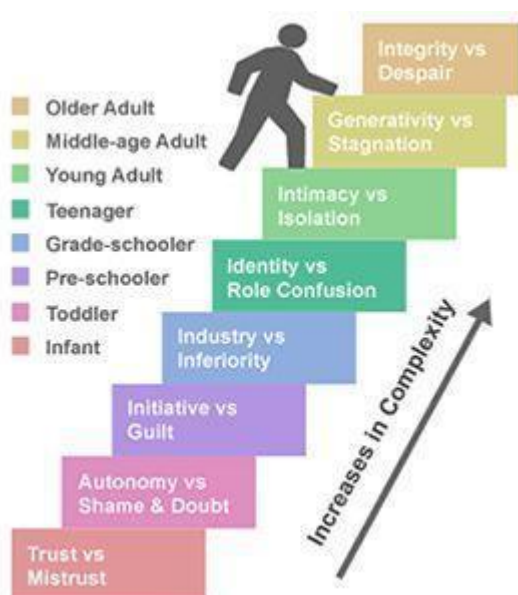 Integrity vs
Despair
Generativity vs
Stagnation
Intimacy vs
Isolation
Identity vs
Role Confusion
Industry vs
Inferiority
Initiative vs
Guilt
Autonomy vs
Shame & Doubt
Trust vs
Mistrust
Older Adult
Middle-age Adult
Young Adult
Teenager
Grade-schooler
Pre-schooler
Toddler
Infant
Increases in Complexity